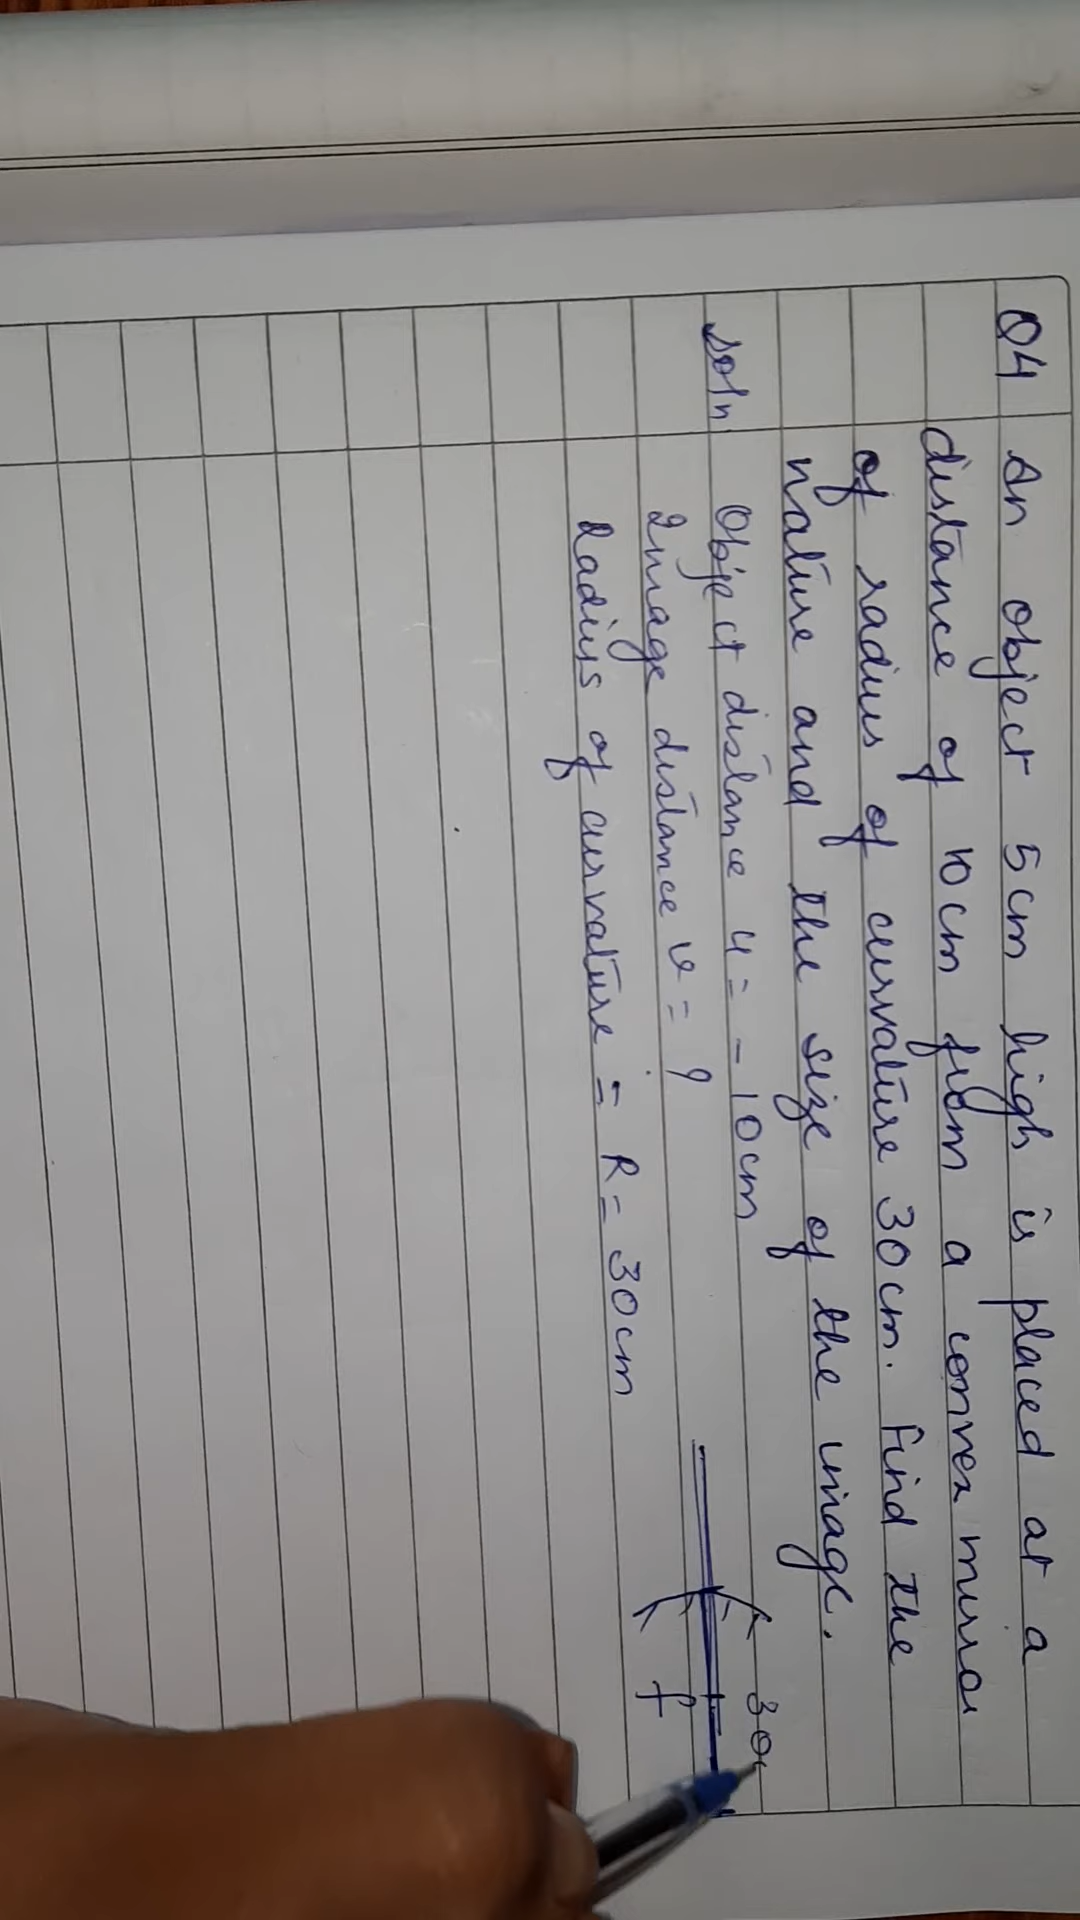 Q4 An object 5cm high is placed at a
distance of 10cm from a convex mirror
of radius of curvature 30cm. Find the
nature and the size of the image.
Soln. Object distance u = - 10cm
Image distance v = ?
Radius of curvature = R = 30cm
30
f